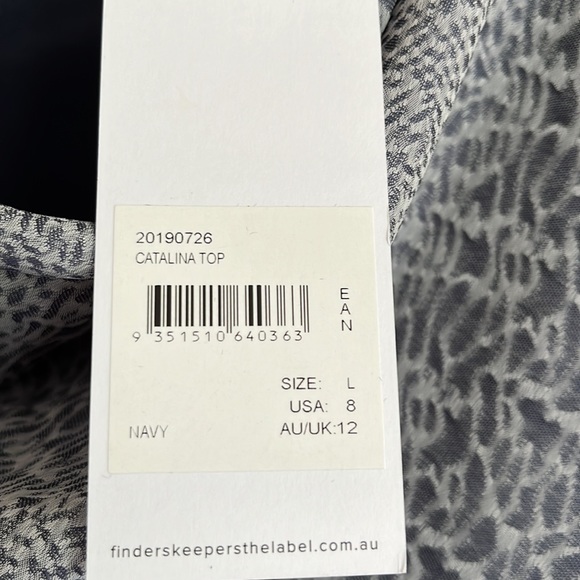 20190726
CATALINA TOP
EAN
9 351510 640363
SIZE: L
USA: 8
NAVY AU/UK:12
finderskeepersthelabel.com.au